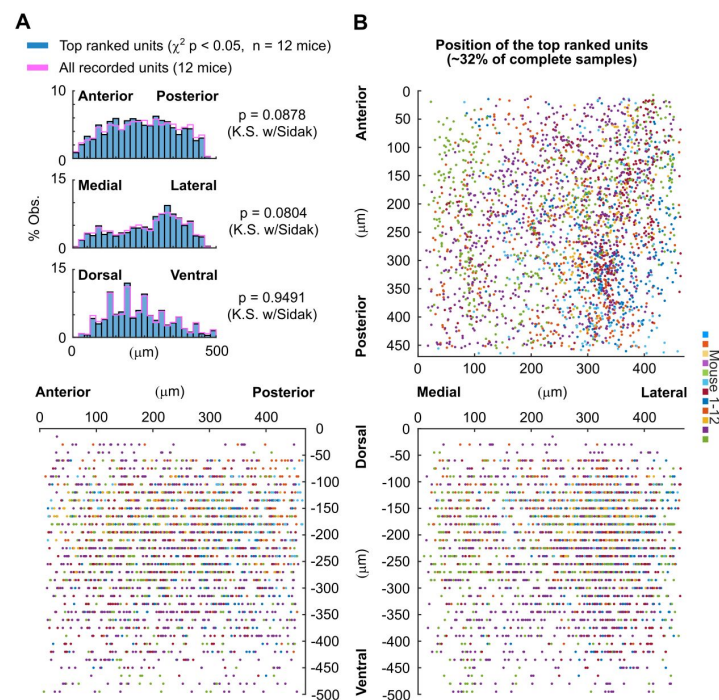 A
Top ranked units (χ² p < 0.05, n = 12 mice)
All recorded units (12 mice)
10
Anterior Posterior
p = 0.0878
(K.S. w/Sidak)
0
15
Medial Lateral
p = 0.0804
(K.S. w/Sidak)
% Obs.
0
15
Dorsal Ventral
p = 0.9491
(K.S. w/Sidak)
0
0 (μm) 500
B
Position of the top ranked units
(~32% of complete samples)
Anterior
(μm)
Posterior
0
50
100
150
200
250
300
350
400
450
0 100 200 300 400
Mouse 1-12
Anterior (μm) Posterior
0 100 200 300 400
0
-50
-100
-150
-200
-250
-300
-350
-400
-450
-500
Dorsal
(μm)
Ventral
Medial (μm) Lateral
0 100 200 300 400
0
-50
-100
-150
-200
-250
-300
-350
-400
-450
-500